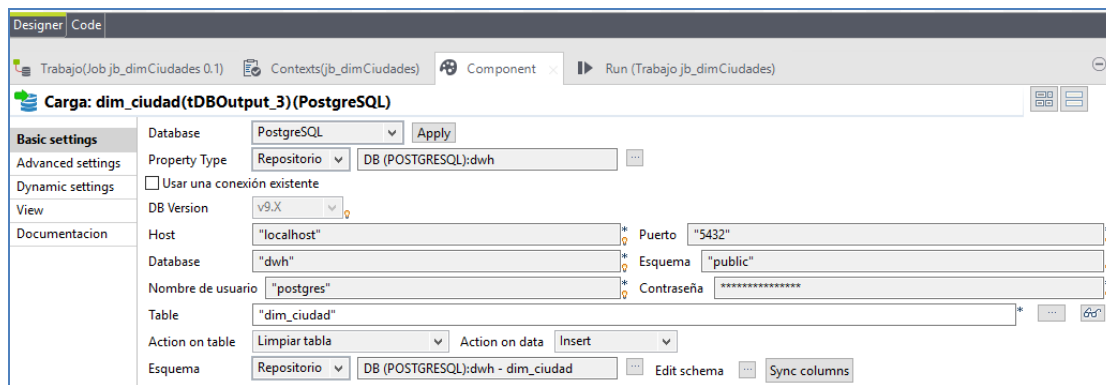 Designer Code
Trabajo(Job jb_dimCiudades 0.1) Contexts(jb_dimCiudades) Component Run (Trabajo jb_dimCiudades)
Carga: dim_ciudad(tDBOutput_3)(PostgreSQL)
Basic settings
Advanced settings
Dynamic settings
View
Documentacion
Database PostgreSQL Apply
Property Type Repositorio DB (POSTGRESQL):dwh ...
Usar una conexión existente
DB Version v9.X
Host "localhost" * Puerto "5432" *
Database "dwh" * Esquema "public" *
Nombre de usuario "postgres" * Contraseña *************** *
Table "dim_ciudad" * ...
Action on table Limpiar tabla Action on data Insert
Esquema Repositorio DB (POSTGRESQL):dwh - dim_ciudad ... Edit schema ... Sync columns